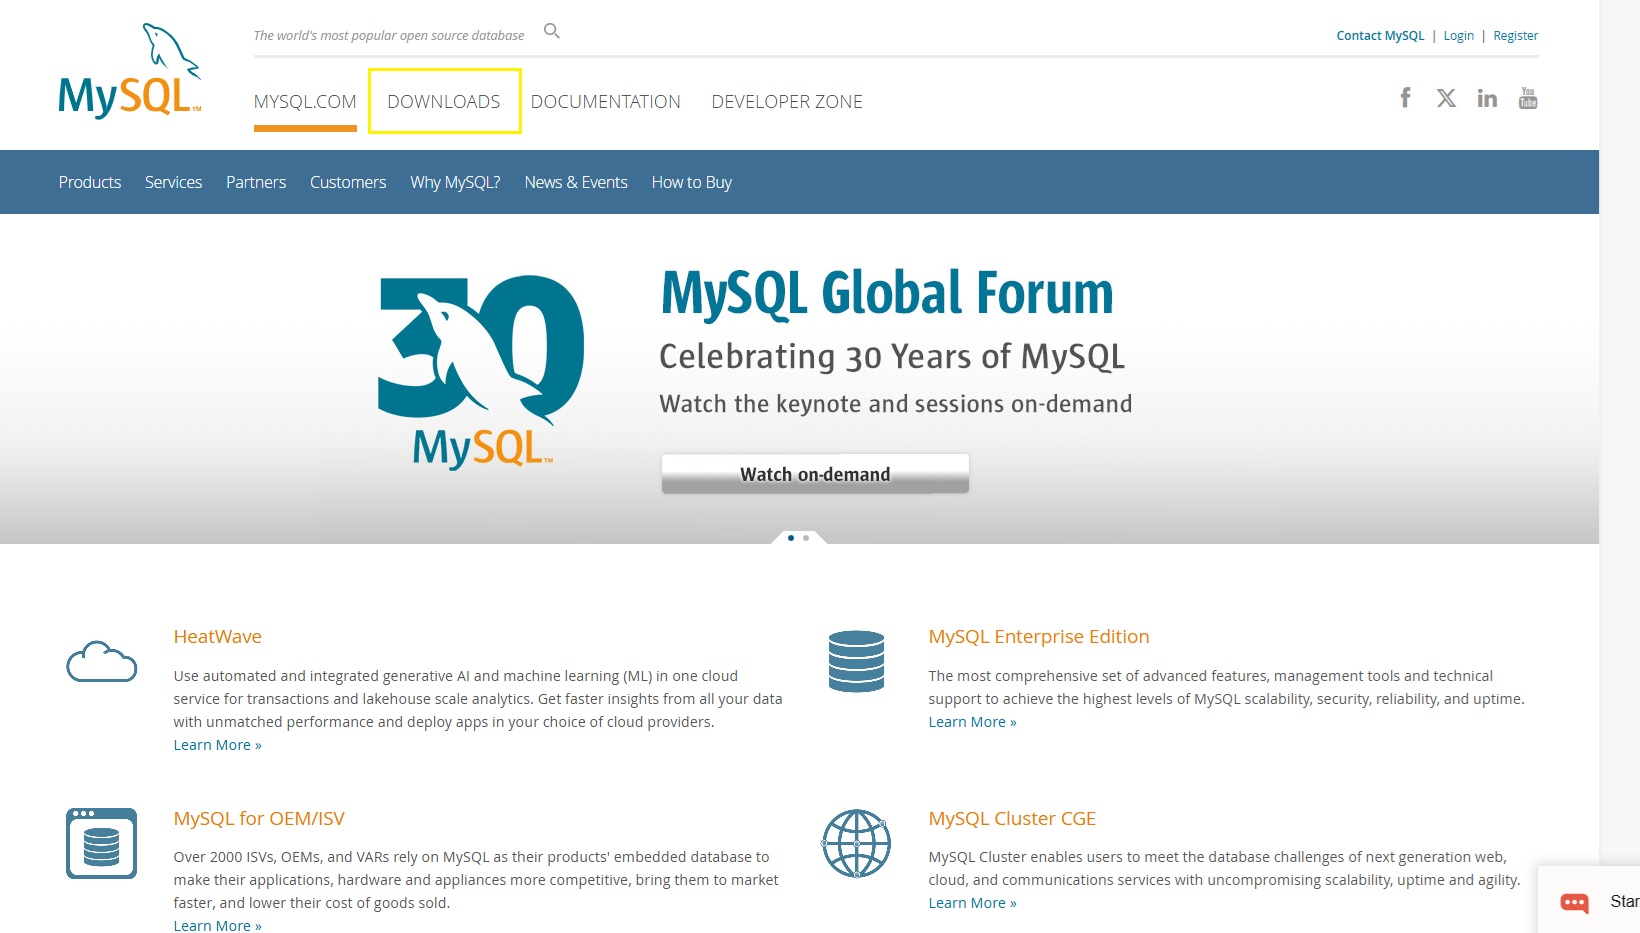 The world's most popular open source database
Contact MySQL | Login | Register
MySQL™
MYSQL.COM DOWNLOADS DOCUMENTATION DEVELOPER ZONE
f X in You Tube
Products Services Partners Customers Why MySQL? News & Events How to Buy
30
MySQL™
MySQL Global Forum
Celebrating 30 Years of MySQL
Watch the keynote and sessions on-demand
Watch on-demand
HeatWave
Use automated and integrated generative AI and machine learning (ML) in one cloud
service for transactions and lakehouse scale analytics. Get faster insights from all your data
with unmatched performance and deploy apps in your choice of cloud providers.
Learn More »
MySQL Enterprise Edition
The most comprehensive set of advanced features, management tools and technical
support to achieve the highest levels of MySQL scalability, security, reliability, and uptime.
Learn More »
MySQL for OEM/ISV
Over 2000 ISVs, OEMs, and VARs rely on MySQL as their products' embedded database to
make their applications, hardware and appliances more competitive, bring them to market
faster, and lower their cost of goods sold.
Learn More »
MySQL Cluster CGE
MySQL Cluster enables users to meet the database challenges of next generation web,
cloud, and communications services with uncompromising scalability, uptime and agility.
Learn More »
Star